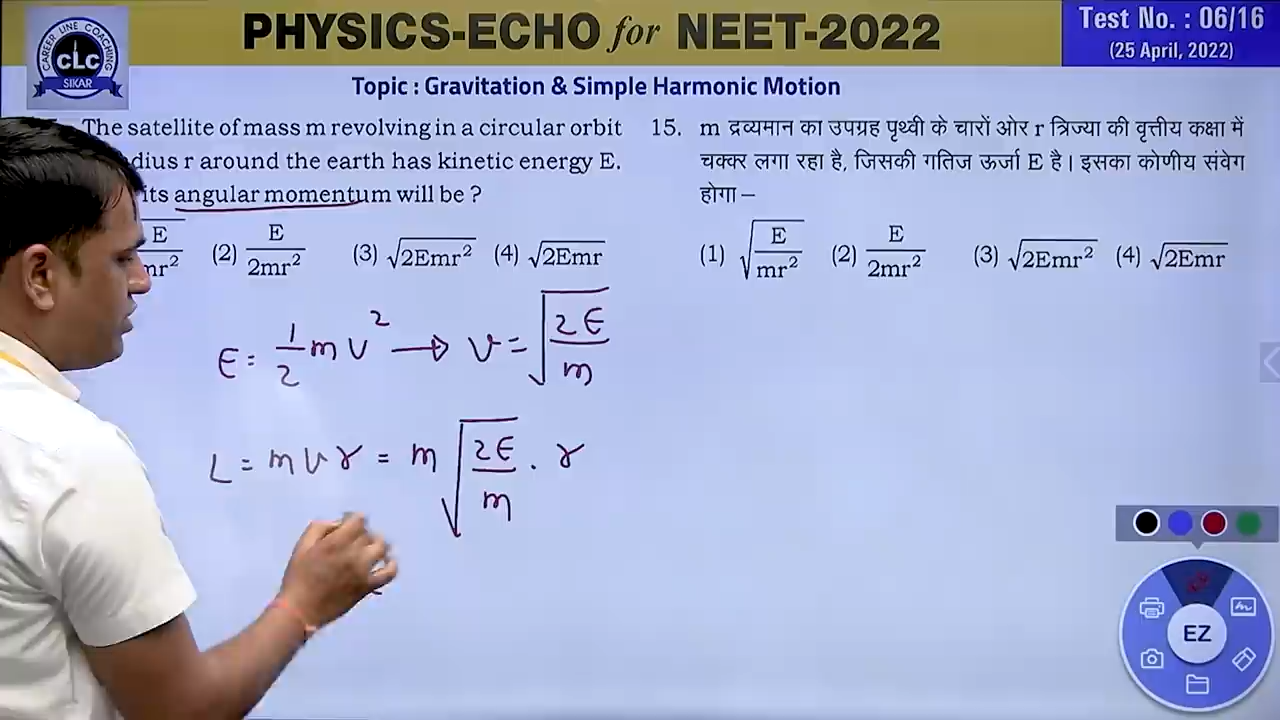 CAREER LINE COACHING
CLC
SIKAR
PHYSICS-ECHO for NEET-2022
Test No. : 06/16
(25 April, 2022)
Topic : Gravitation & Simple Harmonic Motion
The satellite of mass m revolving in a circular orbit
dius r around the earth has kinetic energy E.
its angular momentum will be ?
E/mr² (2) E/2mr² (3) √2Emr² (4) √2Emr
15. m द्रव्यमान का उपग्रह पृथ्वी के चारों ओर r त्रिज्या की वृत्तीय कक्षा में
चक्कर लगा रहा है, जिसकी गतिज ऊर्जा E है। इसका कोणीय संवेग
होगा –
(1) √E/mr² (2) E/2mr² (3) √2Emr² (4) √2Emr
E = 1/2 m v² → v = √2E/m
L = m v r = m √2E/m . r
EZ